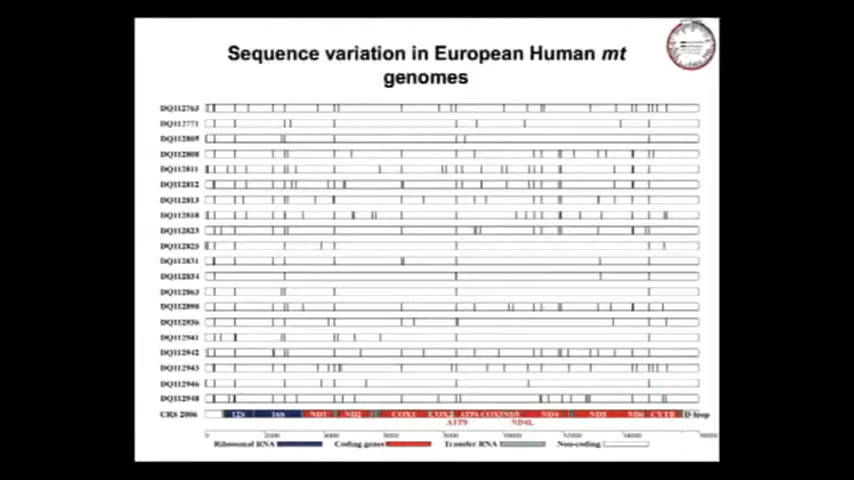 Sequence variation in European Human mt
genomes
DQ112763
DQ112771
DQ112805
DQ112808
DQ112811
DQ112812
DQ112813
DQ112818
DQ112823
DQ112825
DQ112831
DQ112834
DQ112863
DQ112890
DQ112936
DQ112941
DQ112942
DQ112943
DQ112946
DQ112948
CRS 2006 12S 16S ND1 ND2 COX1 COX2 ATP6 COX3 ND3 ND4 ND5 ND6 CYTB D-loop
ATP8 ND4L
0 2000 4000 6000 8000 10000 12000 14000 16000
Ribosomal RNA Coding genes Transfer RNA Non-coding